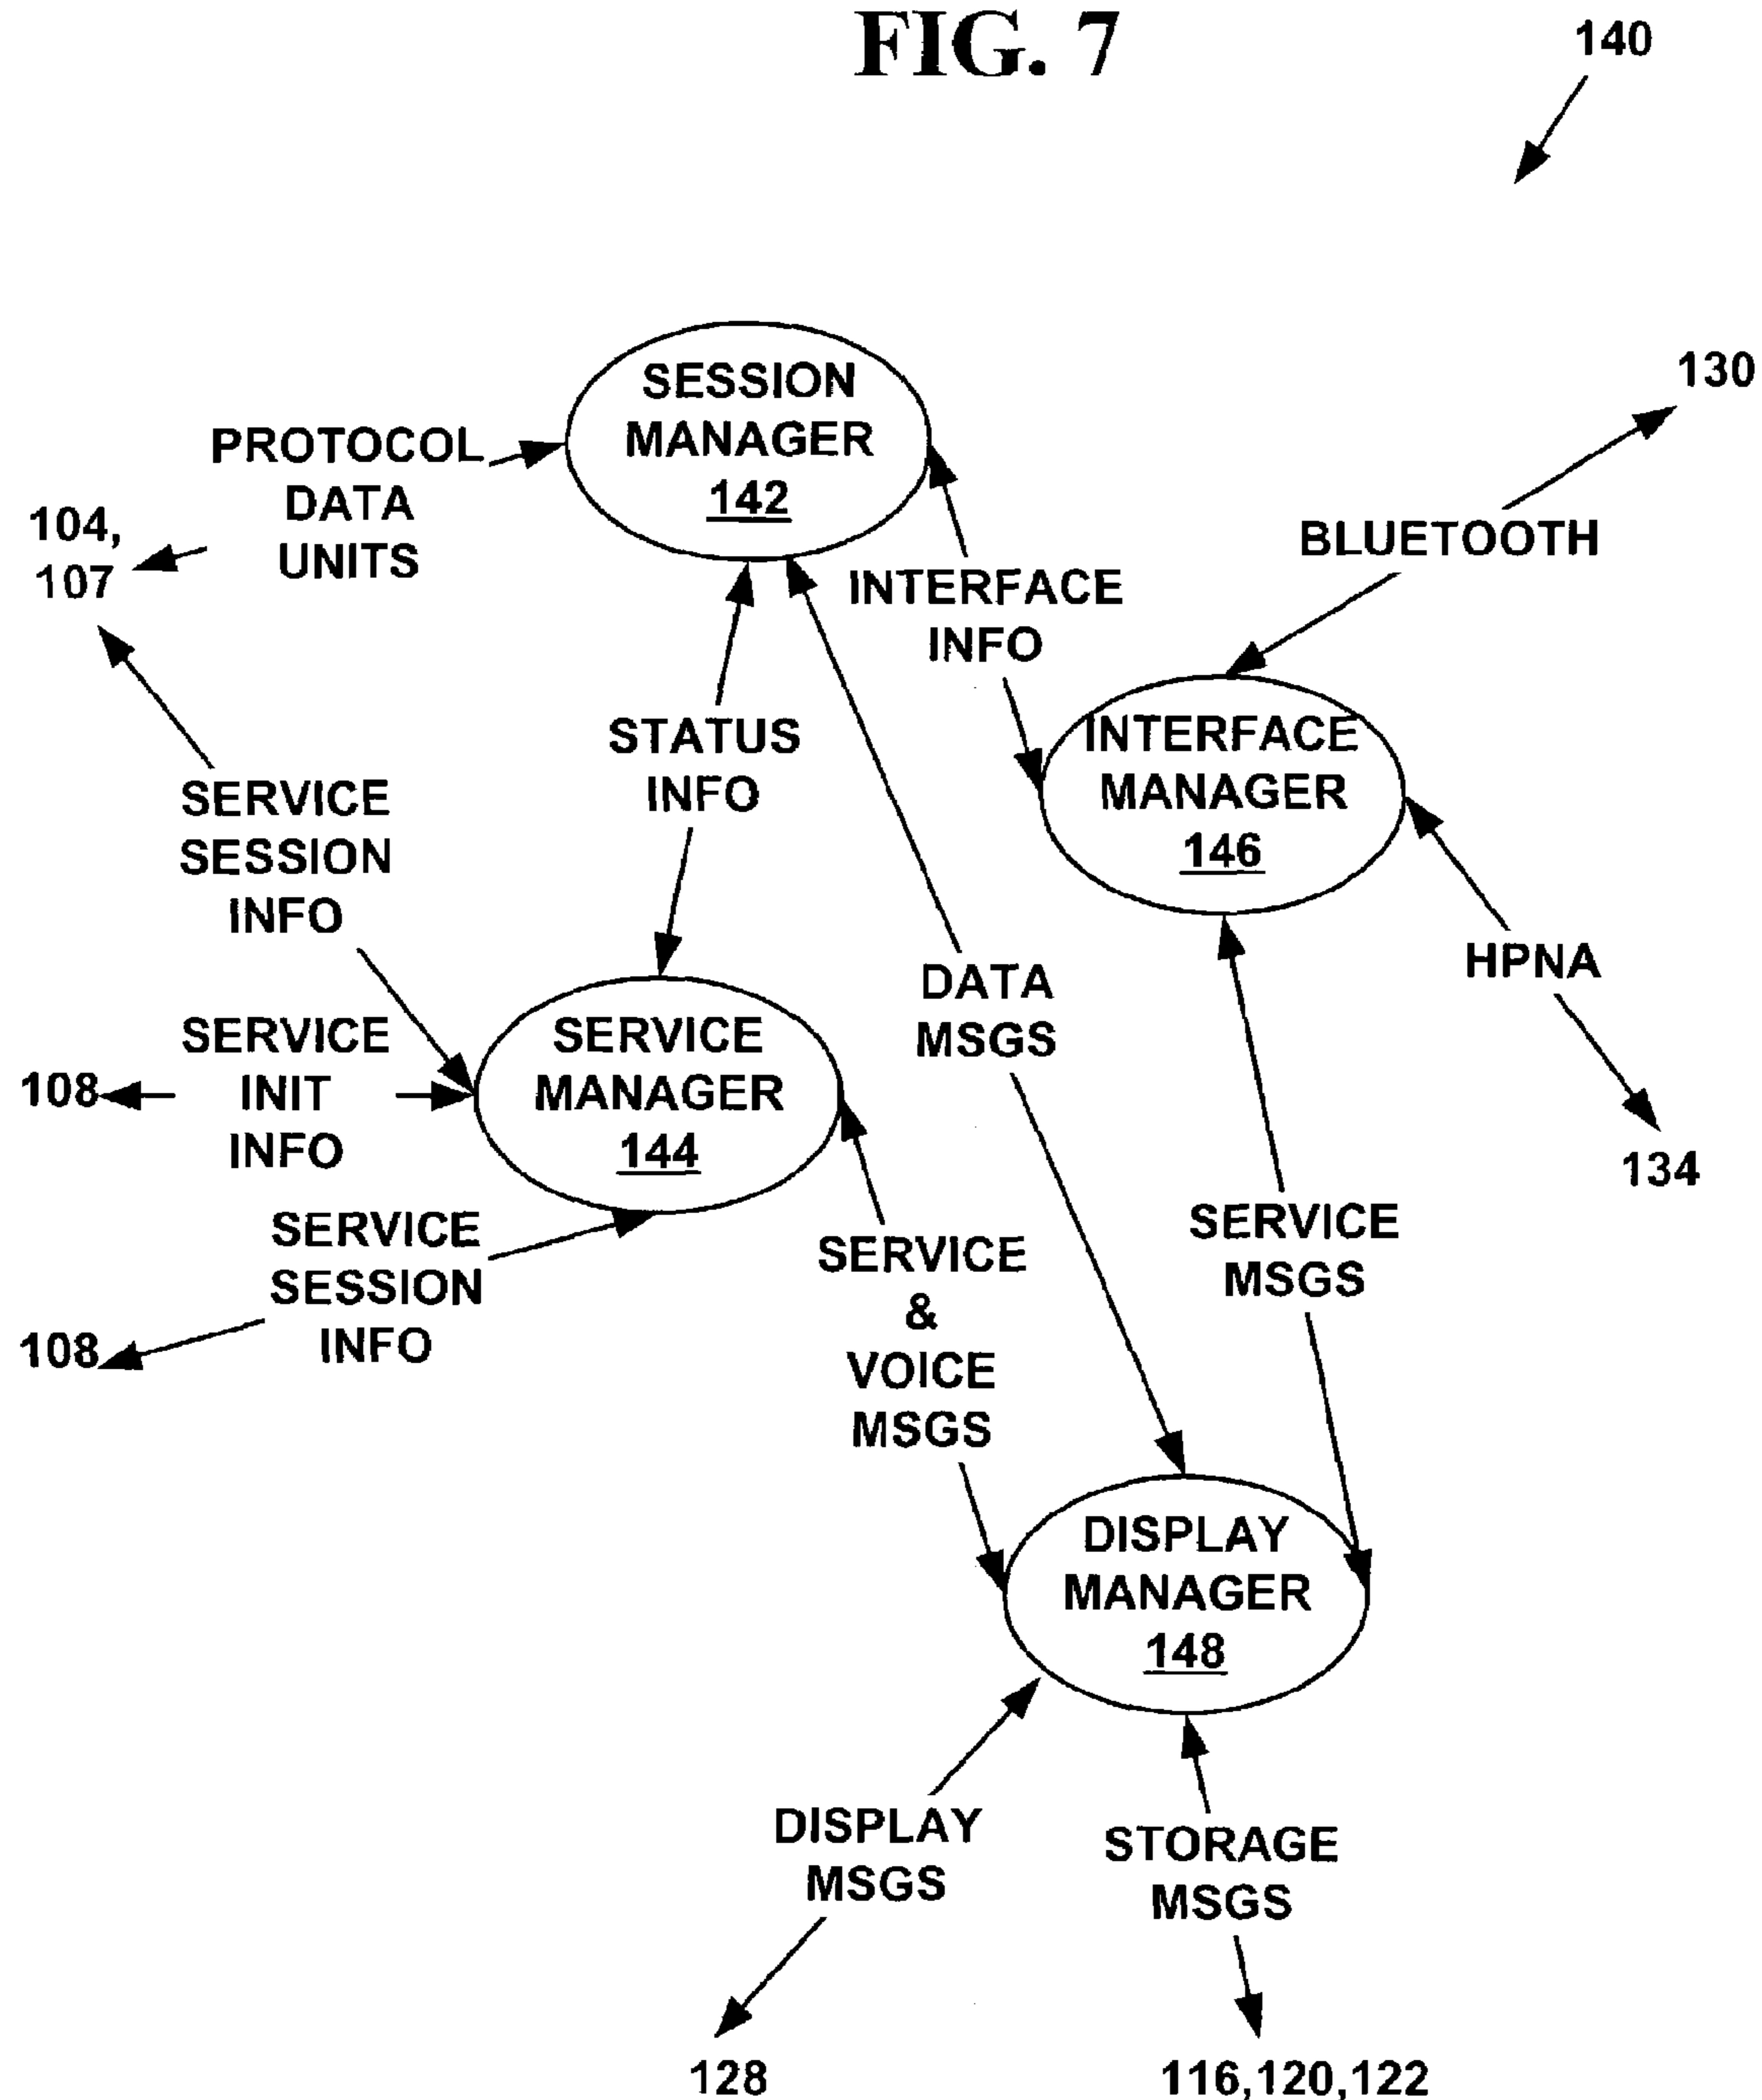 FIG. 7
140
SESSION
MANAGER
142
130
PROTOCOL
DATA
UNITS
104,
107
BLUETOOTH
INTERFACE
INFO
STATUS
INFO
INTERFACE
MANAGER
146
SERVICE
SESSION
INFO
HPNA
DATA
MSGS
SERVICE
INIT
INFO
108
SERVICE
MANAGER
144
134
SERVICE
MSGS
SERVICE
SESSION
INFO
108
SERVICE
&
VOICE
MSGS
DISPLAY
MANAGER
148
DISPLAY
MSGS
STORAGE
MSGS
128
116,120,122